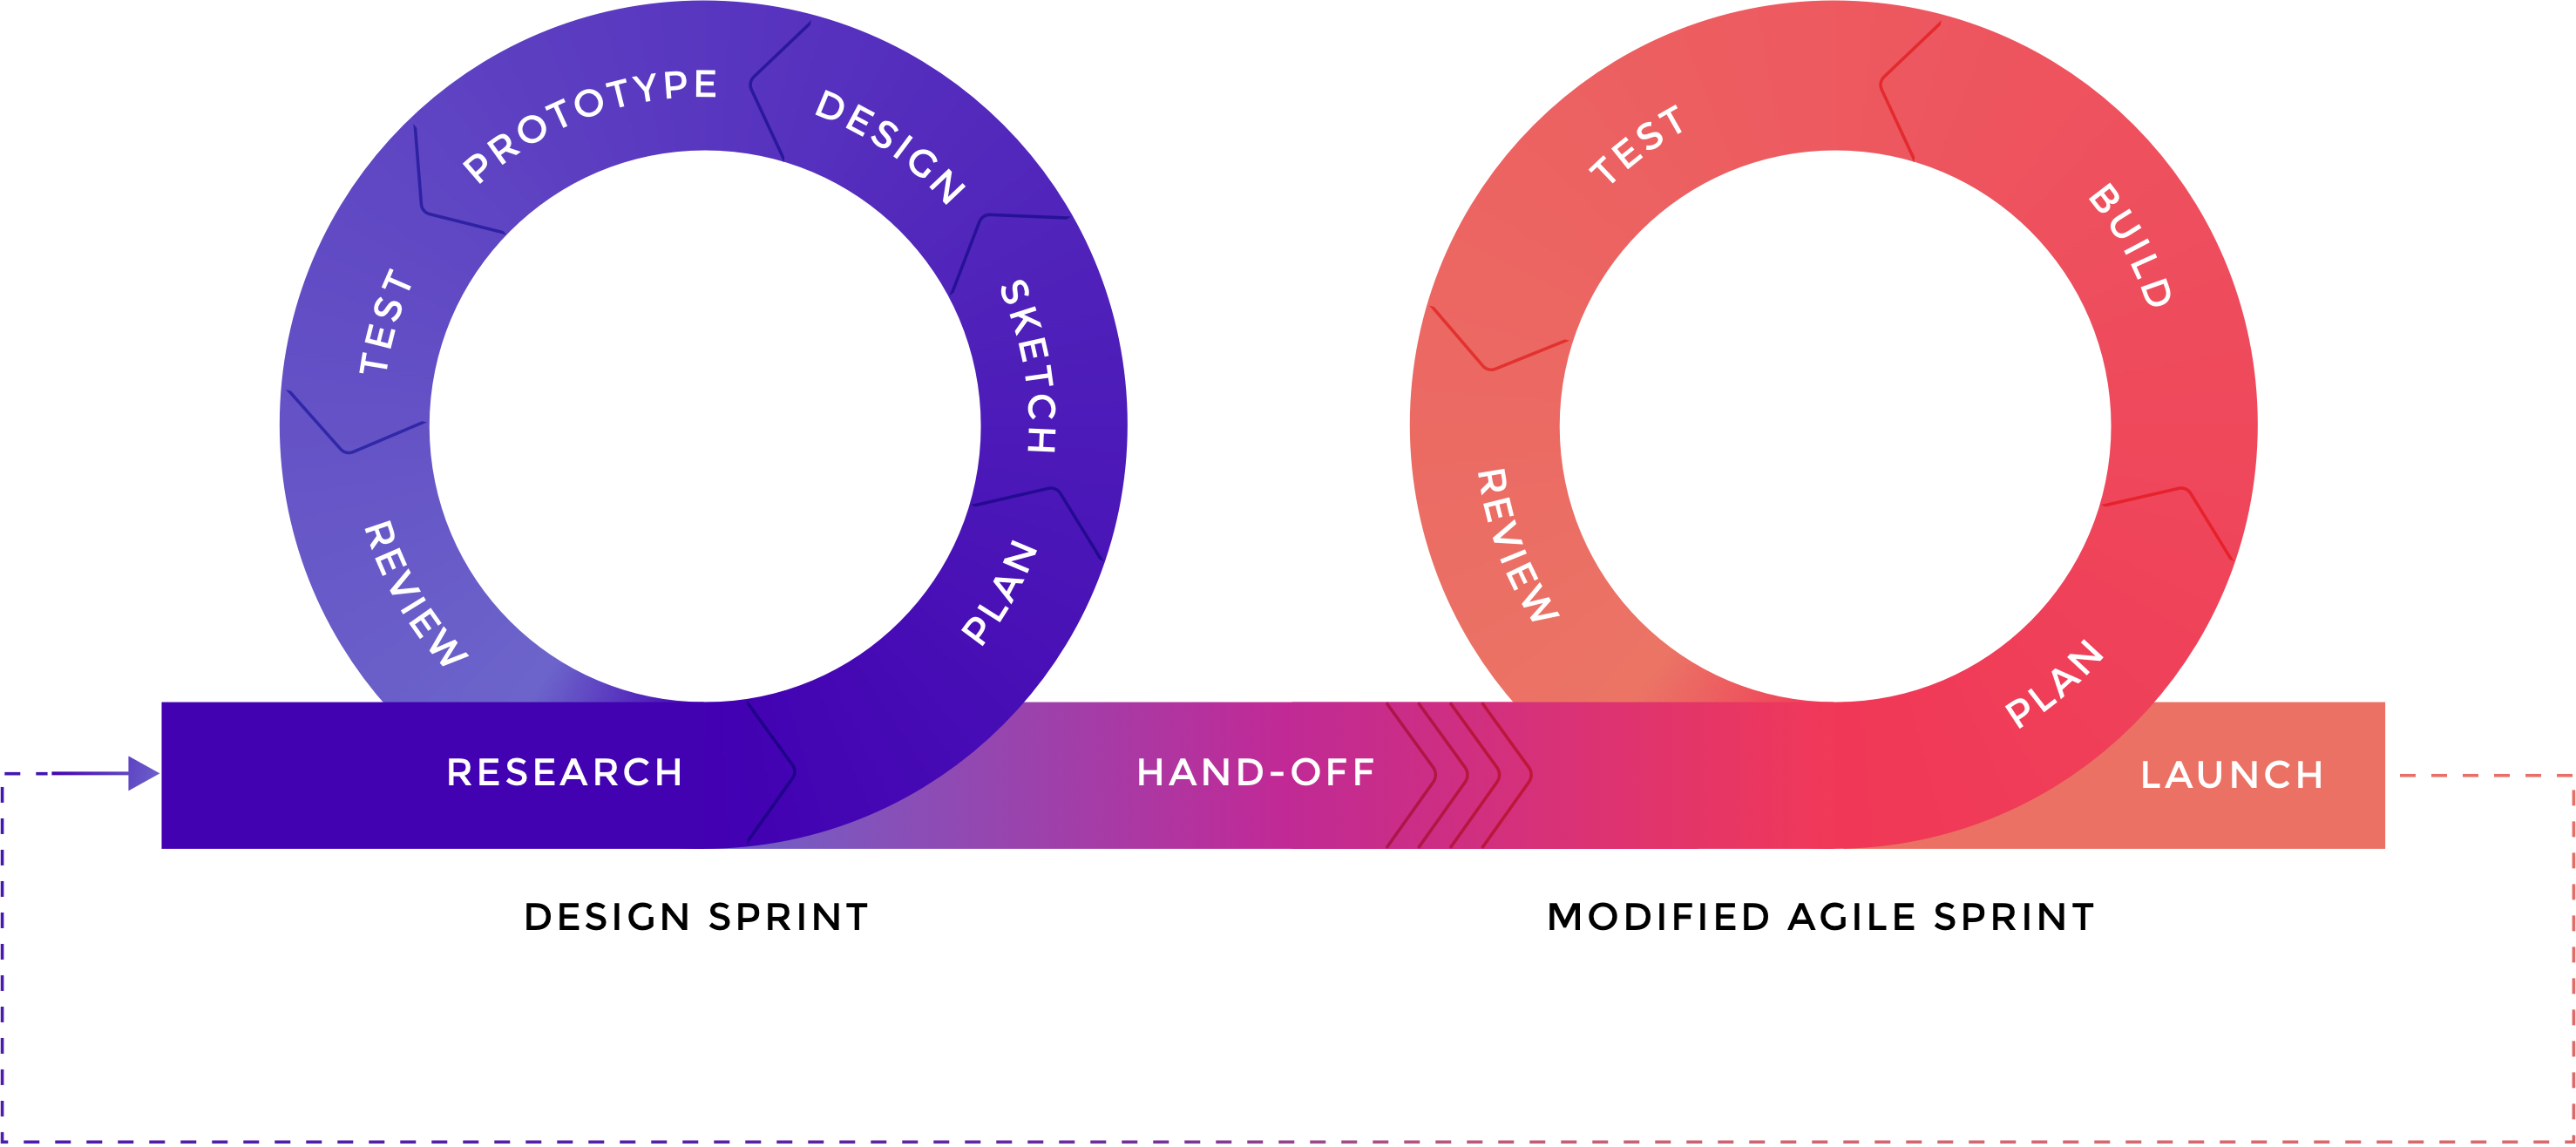 RESEARCH
PLAN
SKETCH
DESIGN
PROTOTYPE
TEST
REVIEW
HAND-OFF
PLAN
BUILD
TEST
REVIEW
LAUNCH
DESIGN SPRINT
MODIFIED AGILE SPRINT